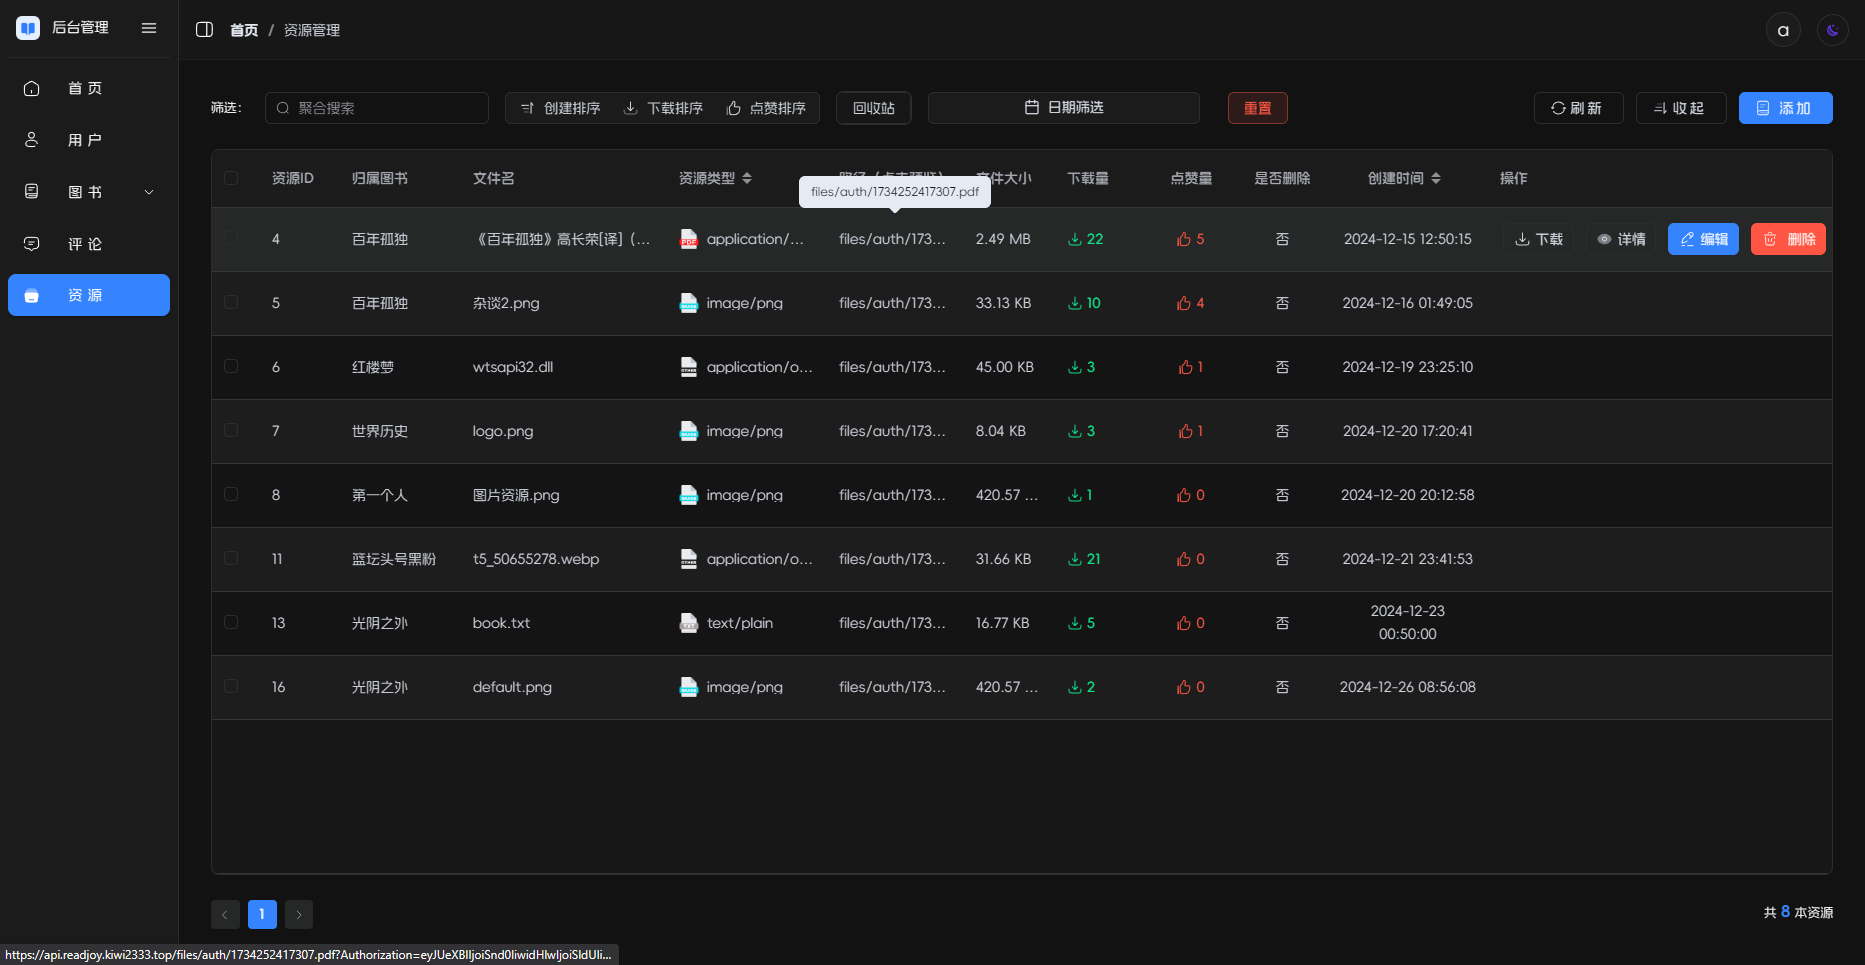 后台管理
首页 / 资源管理
a
首 页
用 户
图 书
评 论
资 源
筛选：
聚合搜索
创建排序 下载排序 点赞排序
回收站
日期筛选
重置
刷 新
收 起
添 加
资源ID 归属图书 文件名 资源类型 件大小 下载量 点赞量 是否删除 创建时间 操作
files/auth/1734252417307.pdf
4 百年孤独 《百年孤独》高长荣[译]（... application/... files/auth/173... 2.49 MB 22 5 否 2024-12-15 12:50:15 下载 详情 编辑 删除
5 百年孤独 杂谈2.png image/png files/auth/173... 33.13 KB 10 4 否 2024-12-16 01:49:05
6 红楼梦 wtsapi32.dll application/o... files/auth/173... 45.00 KB 3 1 否 2024-12-19 23:25:10
7 世界历史 logo.png image/png files/auth/173... 8.04 KB 3 1 否 2024-12-20 17:20:41
8 第一个人 图片资源.png image/png files/auth/173... 420.57 ... 1 0 否 2024-12-20 20:12:58
11 篮坛头号黑粉 t5_50655278.webp application/o... files/auth/173... 31.66 KB 21 0 否 2024-12-21 23:41:53
13 光阴之外 book.txt text/plain files/auth/173... 16.77 KB 5 0 否 2024-12-23
00:50:00
16 光阴之外 default.png image/png files/auth/173... 420.57 ... 2 0 否 2024-12-26 08:56:08
1
共 8 本资源
https://api.readjoy.kiwi2333.top/files/auth/1734252417307.pdf?Authorization=eyJUeXBlIjoiSnd0IiwidHlwIjoiSldUIi...